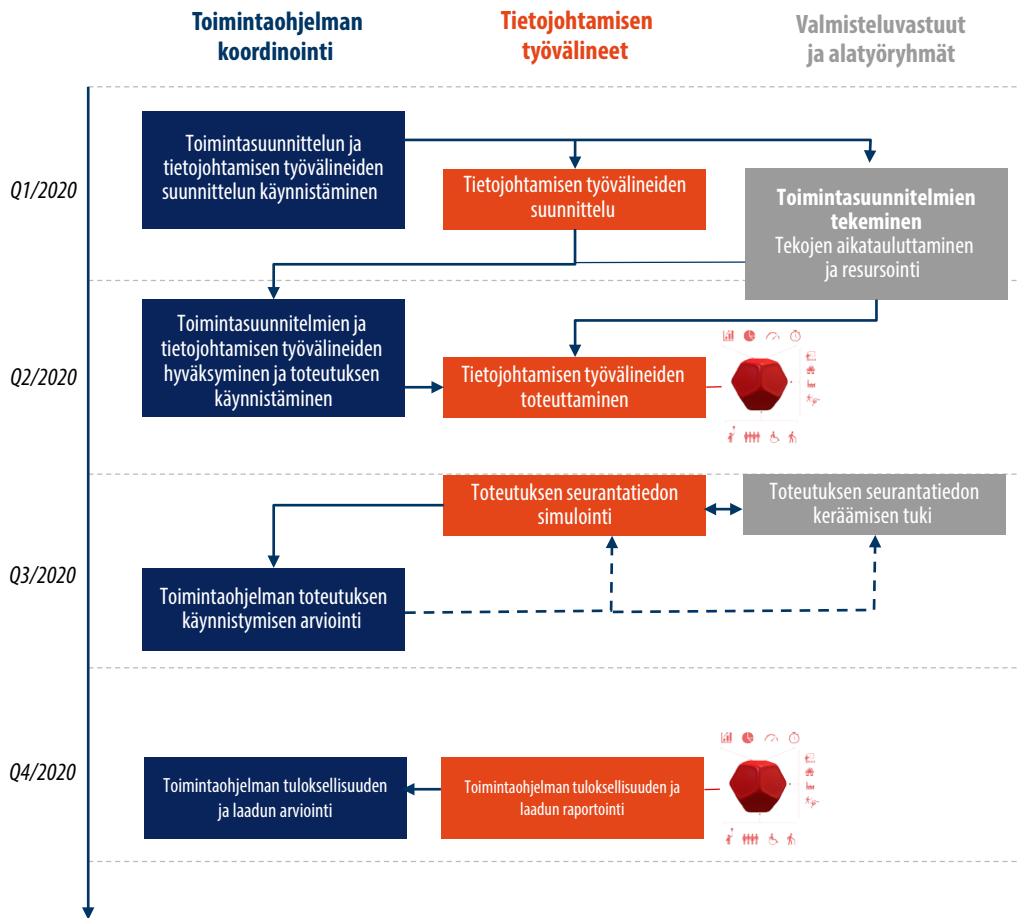 Toimintaohjelman
koordinointi
Tietojohtamisen
työvälineet
Valmisteluvastuut
ja alatyöryhmät
Q1/2020
Toimintasuunnittelun ja
tietojohtamisen työvälineiden
suunnittelun käynnistäminen
Tietojohtamisen työvälineiden
suunnittelu
Toimintasuunnitelmien
tekeminen
Tekojen aikatauluttaminen
ja resursointi
Q2/2020
Toimintasuunnitelmien ja
tietojohtamisen työvälineiden
hyväksyminen ja toteutuksen
käynnistäminen
Tietojohtamisen työvälineiden
toteuttaminen
Q3/2020
Toteutuksen seurantatiedon
simulointi
Toteutuksen seurantatiedon
keräämisen tuki
Toimintaohjelman toteutuksen
käynnistymisen arviointi
Q4/2020
Toimintaohjelman tuloksellisuuden
ja laadun arviointi
Toimintaohjelman tuloksellisuuden ja
laadun raportointi